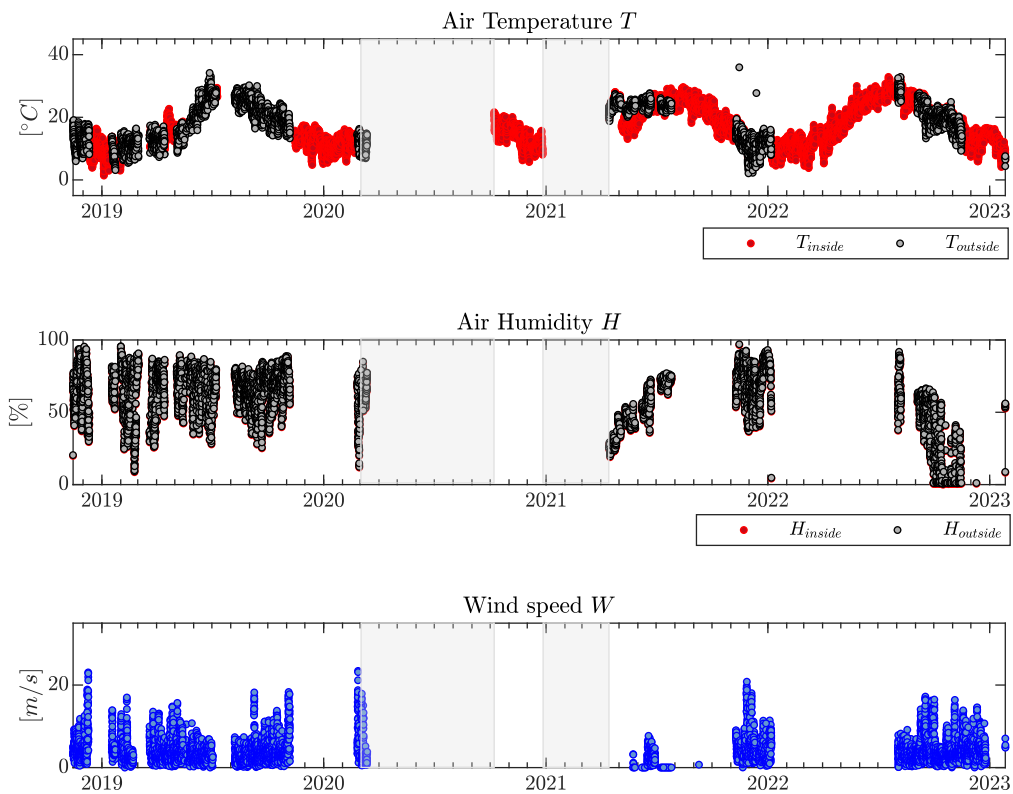 Air Temperature T
40
20
0
[°C]
2019 2020 2021 2022 2023
T_inside T_outside
Air Humidity H
100
50
0
[%]
2019 2020 2021 2022 2023
H_inside H_outside
Wind speed W
20
0
[m/s]
2019 2020 2021 2022 2023